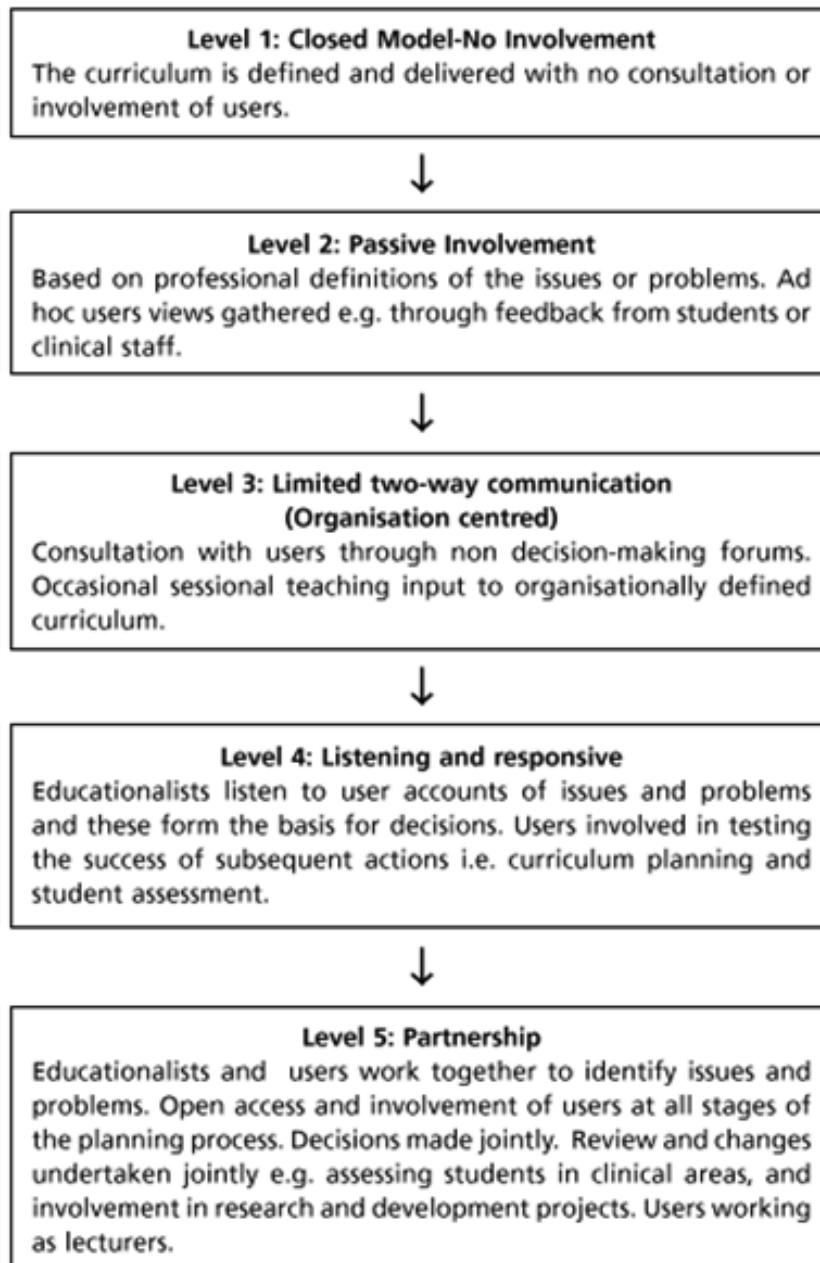 Level 1: Closed Model-No Involvement
The curriculum is defined and delivered with no consultation or
involvement of users.
Level 2: Passive Involvement
Based on professional definitions of the issues or problems. Ad
hoc users views gathered e.g. through feedback from students or
clinical staff.
Level 3: Limited two-way communication
(Organisation centred)
Consultation with users through non decision-making forums.
Occasional sessional teaching input to organisationally defined
curriculum.
Level 4: Listening and responsive
Educationalists listen to user accounts of issues and problems
and these form the basis for decisions. Users involved in testing
the success of subsequent actions i.e. curriculum planning and
student assessment.
Level 5: Partnership
Educationalists and users work together to identify issues and
problems. Open access and involvement of users at all stages of
the planning process. Decisions made jointly. Review and changes
undertaken jointly e.g. assessing students in clinical areas, and
involvement in research and development projects. Users working
as lecturers.